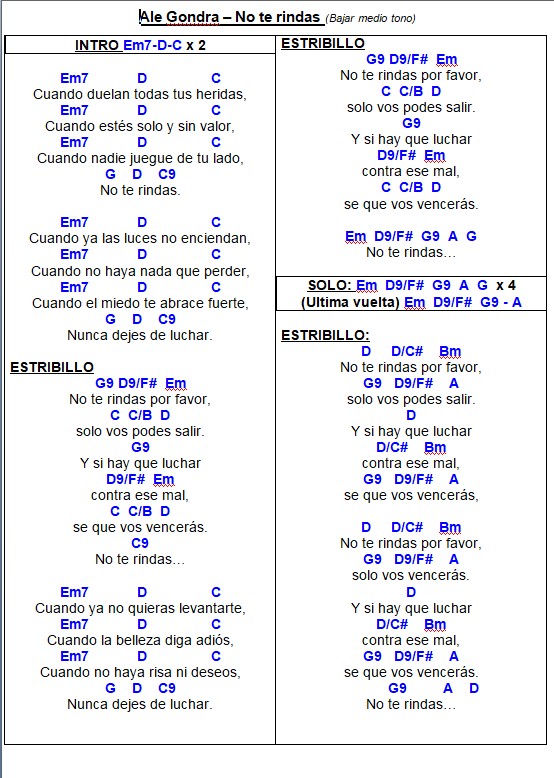 Ale Gondra – No te rindas (Bajar medio tono)
INTRO Em7-D-C x 2
Em7 D C
Cuando duelan todas tus heridas,
Em7 D C
Cuando estés solo y sin valor,
Em7 D C
Cuando nadie juegue de tu lado,
G D C9
No te rindas.
Em7 D C
Cuando ya las luces no enciendan,
Em7 D C
Cuando no haya nada que perder,
Em7 D C
Cuando el miedo te abrace fuerte,
G D C9
Nunca dejes de luchar.
ESTRIBILLO
G9 D9/F# Em
No te rindas por favor,
C C/B D
solo vos podes salir.
G9
Y si hay que luchar
D9/F# Em
contra ese mal,
C C/B D
se que vos vencerás.
C9
No te rindas…
Em7 D C
Cuando ya no quieras levantarte,
Em7 D C
Cuando la belleza diga adiós,
Em7 D C
Cuando no haya risa ni deseos,
G D C9
Nunca dejes de luchar.
ESTRIBILLO
G9 D9/F# Em
No te rindas por favor,
C C/B D
solo vos podes salir.
G9
Y si hay que luchar
D9/F# Em
contra ese mal,
C C/B D
se que vos vencerás.
Em D9/F# G9 A G
No te rindas…
SOLO: Em D9/F# G9 A G x 4
(Ultima vuelta) Em D9/F# G9 - A
ESTRIBILLO:
D D/C# Bm
No te rindas por favor,
G9 D9/F# A
solo vos podes salir.
D
Y si hay que luchar
D/C# Bm
contra ese mal,
G9 D9/F# A
se que vos vencerás,
D D/C# Bm
No te rindas por favor,
G9 D9/F# A
solo vos vencerás.
D
Y si hay que luchar
D/C# Bm
contra ese mal,
G9 D9/F# A
se que vos vencerás.
G9 A D
No te rindas…